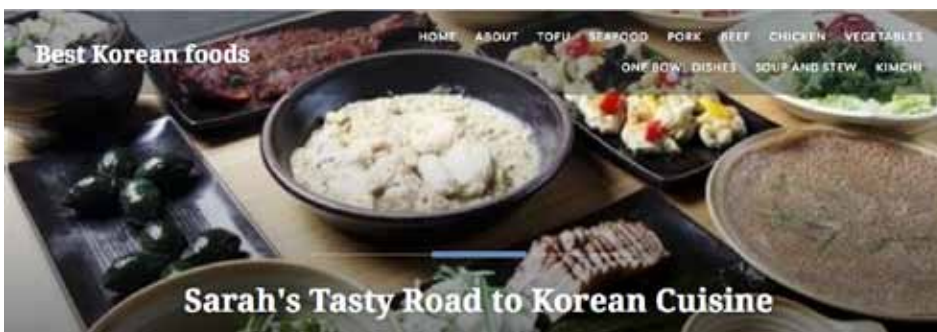 HOME ABOUT TOFU SEAFOOD PORK BEEF CHICKEN VEGETABLES
Best Korean foods
ONE BOWL DISHES SOUP AND STEW KIMCHI
Sarah's Tasty Road to Korean Cuisine